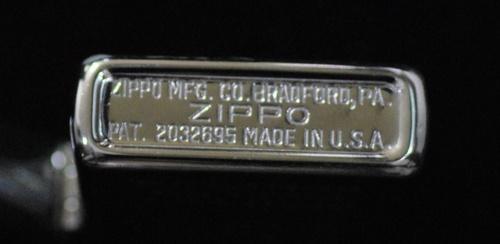 ZIPPO MFG. CO. BRADFORD, PA.
ZIPPO
PAT. 2032695 MADE IN U.S.A.